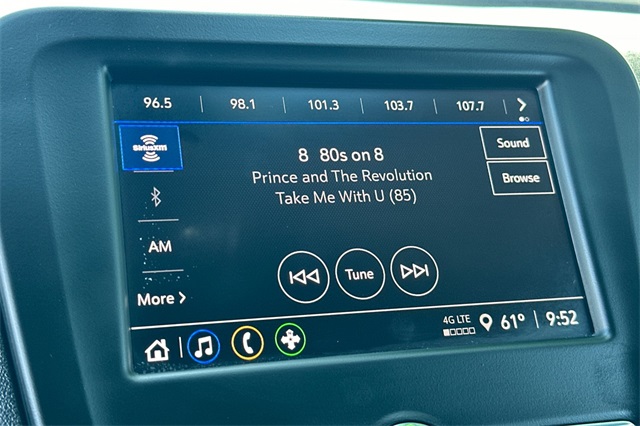 96.5 98.1 101.3 103.7 107.7
SiriusXM
8 80s on 8
Sound
Prince and The Revolution
Browse
Take Me With U (85)
AM
Tune
More
4G LTE
61° 9:52